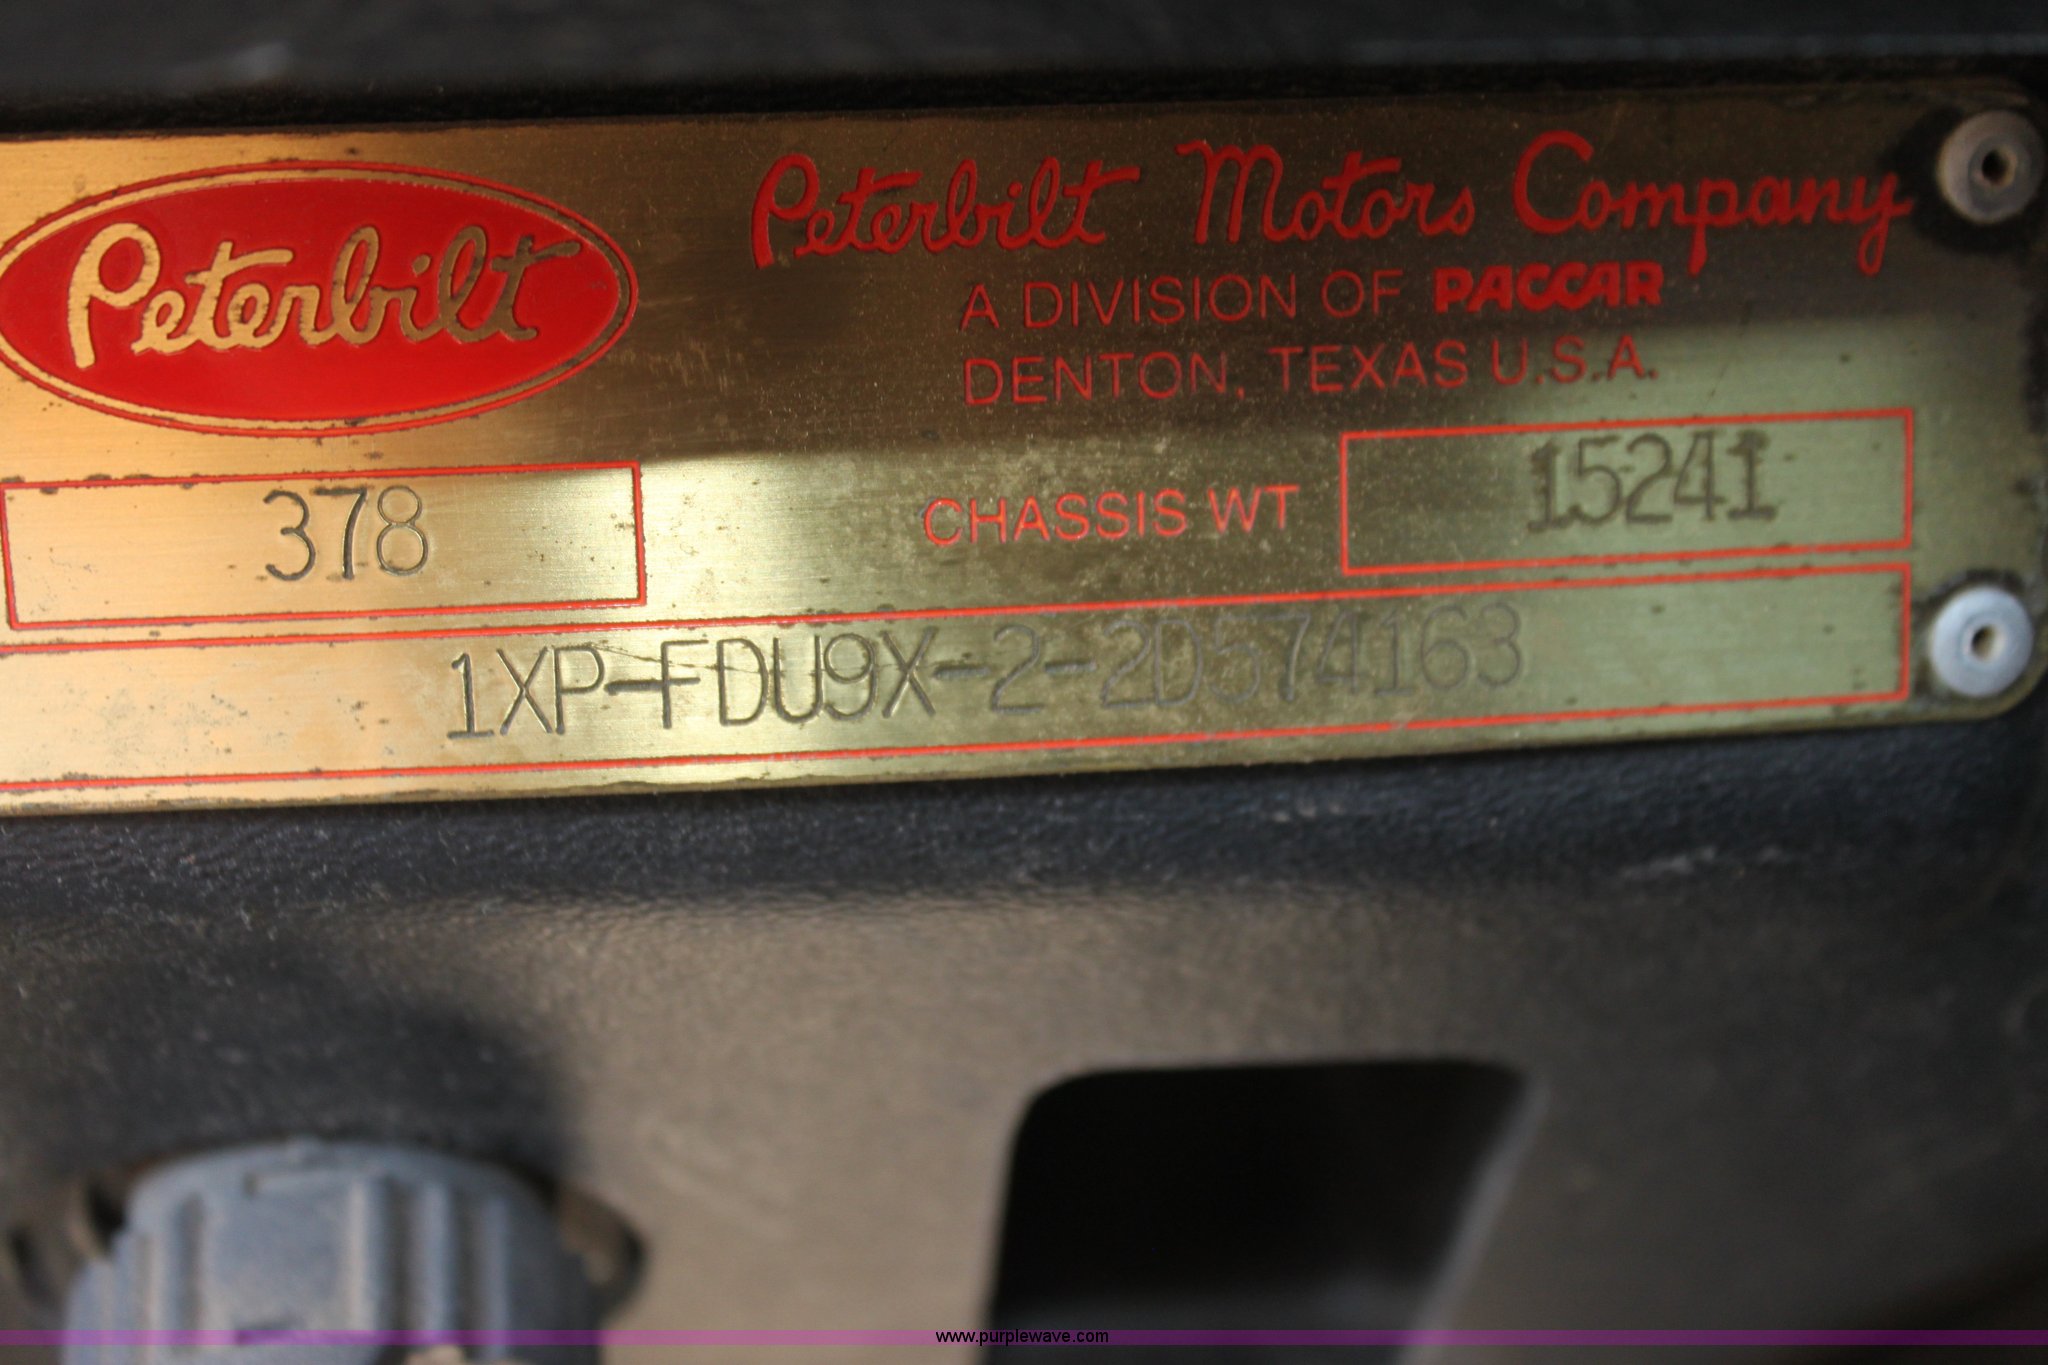 Peterbilt
Peterbilt Motors Company
A DIVISION OF PACCAR
DENTON, TEXAS U.S.A.
378
CHASSIS WT 15241
1XP-FDU9X-2-2D574163
www.purplewave.com